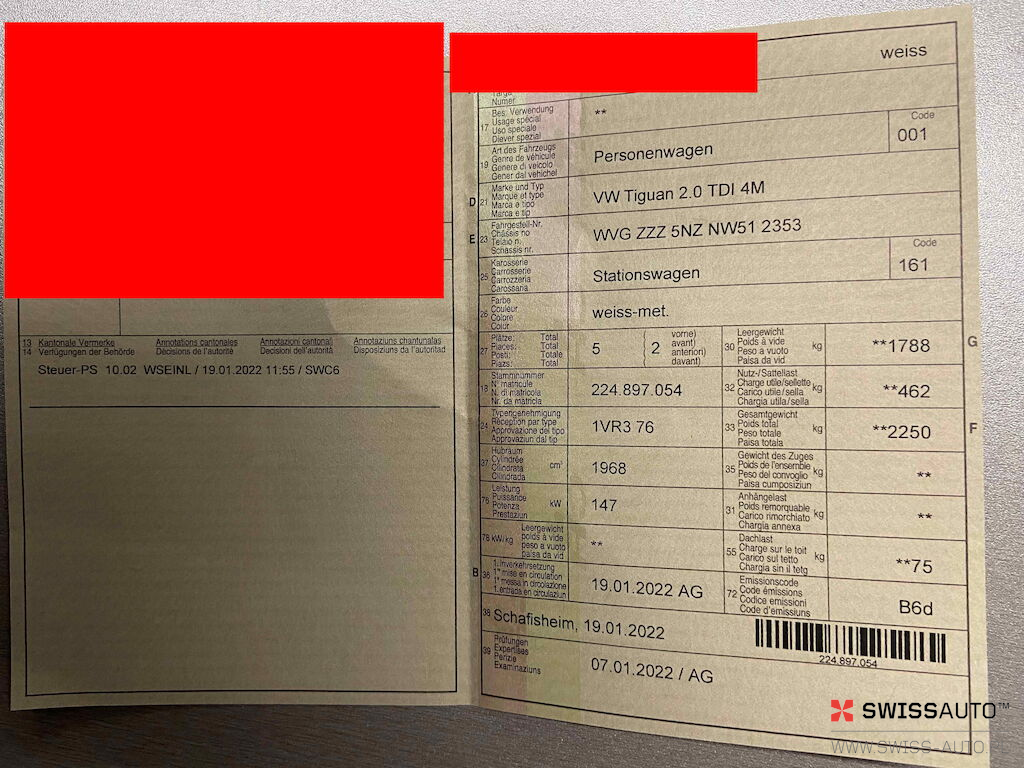 13 Kantonale Vermerke Annotations cantonales Annotazioni cantonali Annotaziuns chantunalas
14 Verfügungen der Behörde Décisions de l'autorité Decisioni dell'autorità Disposiziuns da l'autoritad
Steuer-PS 10.02 WSEINL / 19.01.2022 11:55 / SWC6
weiss
Targa
Numer
17 Bes. Verwendung
Usage spécial
Uso speciale
Diever spezial
**
19 Art des Fahrzeugs
Genre de véhicule
Genere di veicolo
Gener dal vehichel
Personenwagen
Code
001
D 21 Marke und Typ
Marque et type
Marca e tipo
Marca e tip
VW Tiguan 2.0 TDI 4M
E 23 Fahrgestell-Nr.
Châssis no
Telaio n.
Schassis nr.
WVG ZZZ 5NZ NW51 2353
25 Karosserie
Carrosserie
Carrozzeria
Carossaria
Stationswagen
Code
161
26 Farbe
Couleur
Colore
Colur
weiss-met.
27 Plätze: Total
Places: Total
Posti: Totale
Plazs: Total
5 ( 2 vorne)
avant)
anteriori)
davant)
30 Leergewicht
Poids à vide
Peso a vuoto
Paisa da vid
kg
**1788
G
18 Stammnummer
N° matricule
N. di matricola
Nr. da matricla
224.897.054
32 Nutz-/Sattellast
Charge utile/sellette
Carico utile/sella
Chargia utila/sella
kg
**462
24 Typengenehmigung
Réception par type
Approvazione del tipo
Approvaziun dal tip
1VR3 76
33 Gesamtgewicht
Poids total
Peso totale
Paisa totala
kg
**2250
F
37 Hubraum
Cylindrée
Cilindrata
Cilindrada
cm³
1968
35 Gewicht des Zuges
Poids de l'ensemble
Peso del convoglio
Paisa cumposiziun
kg
**
76 Leistung
Puissance
Potenza
Prestaziun
kW
147
31 Anhängelast
Poids remorquable
Carico rimorchiato
Chargia annexa
kg
**
78 kW/kg Leergewicht
poids à vide
peso a vuoto
paisa da vid
**
55 Dachlast
Charge sur le toit
Carico sul tetto
Chargia sin il tetg
kg
**75
B 36 1. Inverkehrsetzung
1re mise en circulation
1a messa in circolazione
1. entrada en circulaziun
19.01.2022 AG
72 Emissionscode
Code émissions
Codice emissioni
Code d'emissiuns
B6d
38 Schafisheim, 19.01.2022
224.897.054
39 Prüfungen
Expertises
Perizie
Examinaziuns
07.01.2022 / AG
SWISSAUTO™
WWW.SWISS-AUTO.